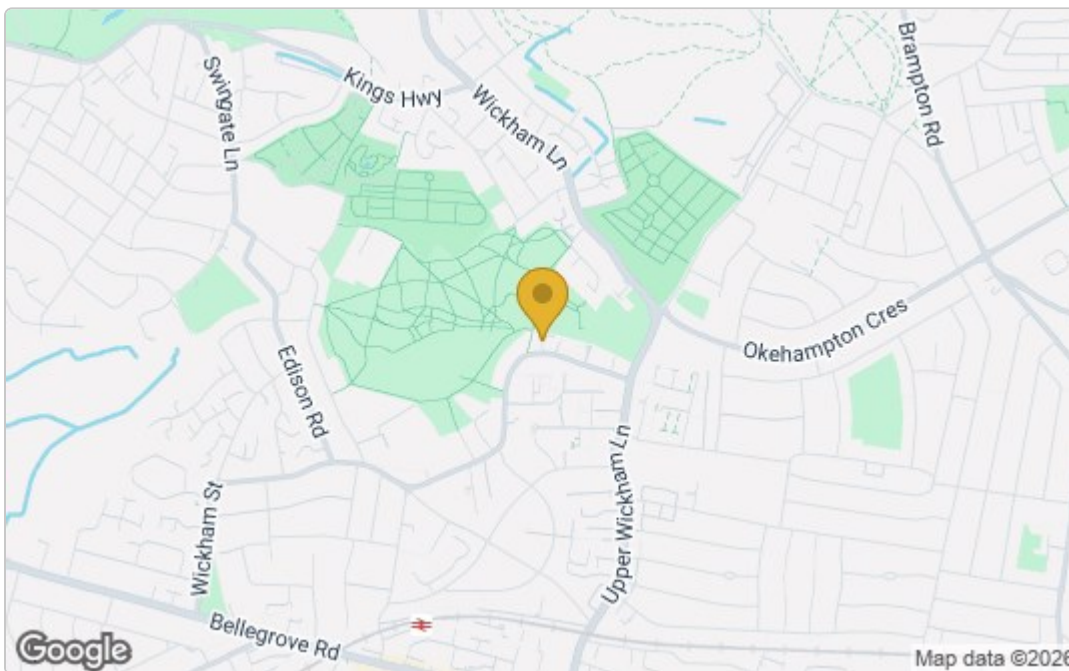 Brampton Rd
Swingate Ln
Kings Hwy
Wickham Ln
Okehampton Cres
Edison Rd
Upper Wickham Ln
Wickham St
Bellegrove Rd
Google
Map data ©2026